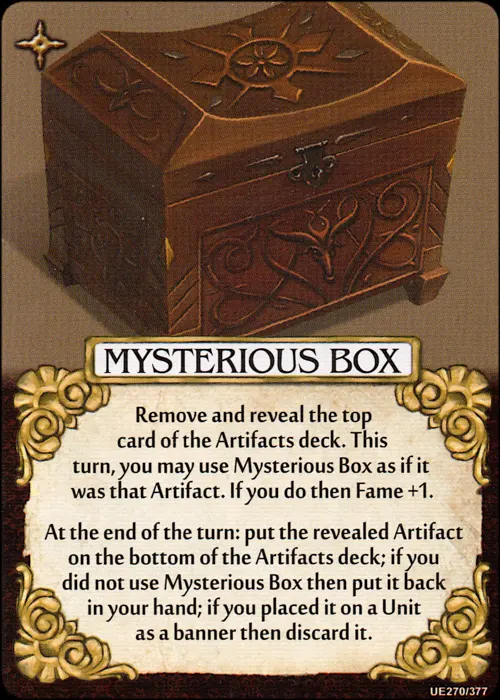 MYSTERIOUS BOX
Remove and reveal the top
card of the Artifacts deck. This
turn, you may use Mysterious Box as if it
was that Artifact. If you do then Fame +1.
At the end of the turn: put the revealed Artifact
on the bottom of the Artifacts deck; if you
did not use Mysterious Box then put it back
in your hand; if you placed it on a Unit
as a banner then discard it.
UE270/377